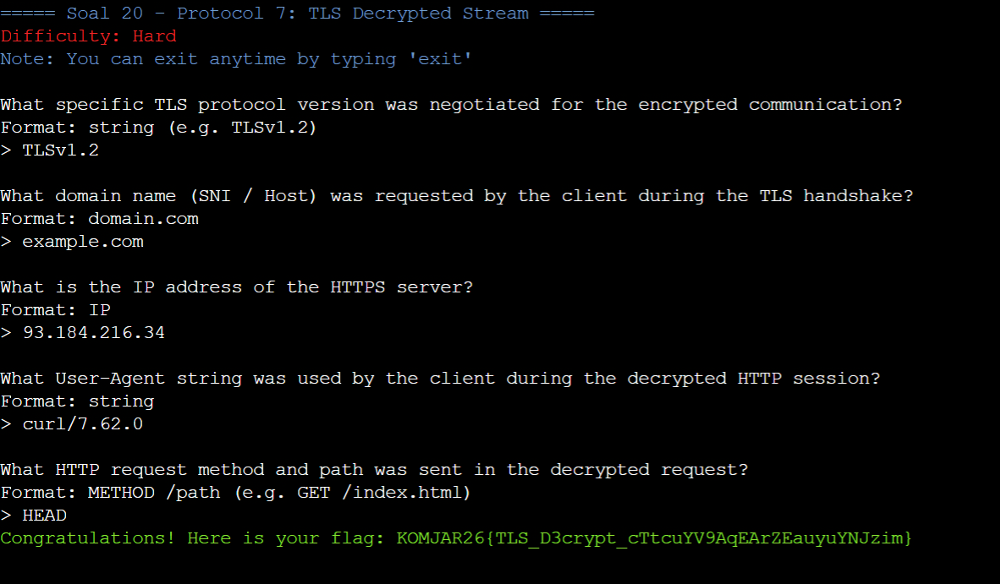 ===== Soal 20 - Protocol 7: TLS Decrypted Stream =====
Difficulty: Hard
Note: You can exit anytime by typing 'exit'
What specific TLS protocol version was negotiated for the encrypted communication?
Format: string (e.g. TLSv1.2)
> TLSv1.2
What domain name (SNI / Host) was requested by the client during the TLS handshake?
Format: domain.com
> example.com
What is the IP address of the HTTPS server?
Format: IP
> 93.184.216.34
What User-Agent string was used by the client during the decrypted HTTP session?
Format: string
> curl/7.62.0
What HTTP request method and path was sent in the decrypted request?
Format: METHOD /path (e.g. GET /index.html)
> HEAD
Congratulations! Here is your flag: KOMJAR26{TLS_D3crypt_cTtcuYV9AqEArZEauyuYNJzim}